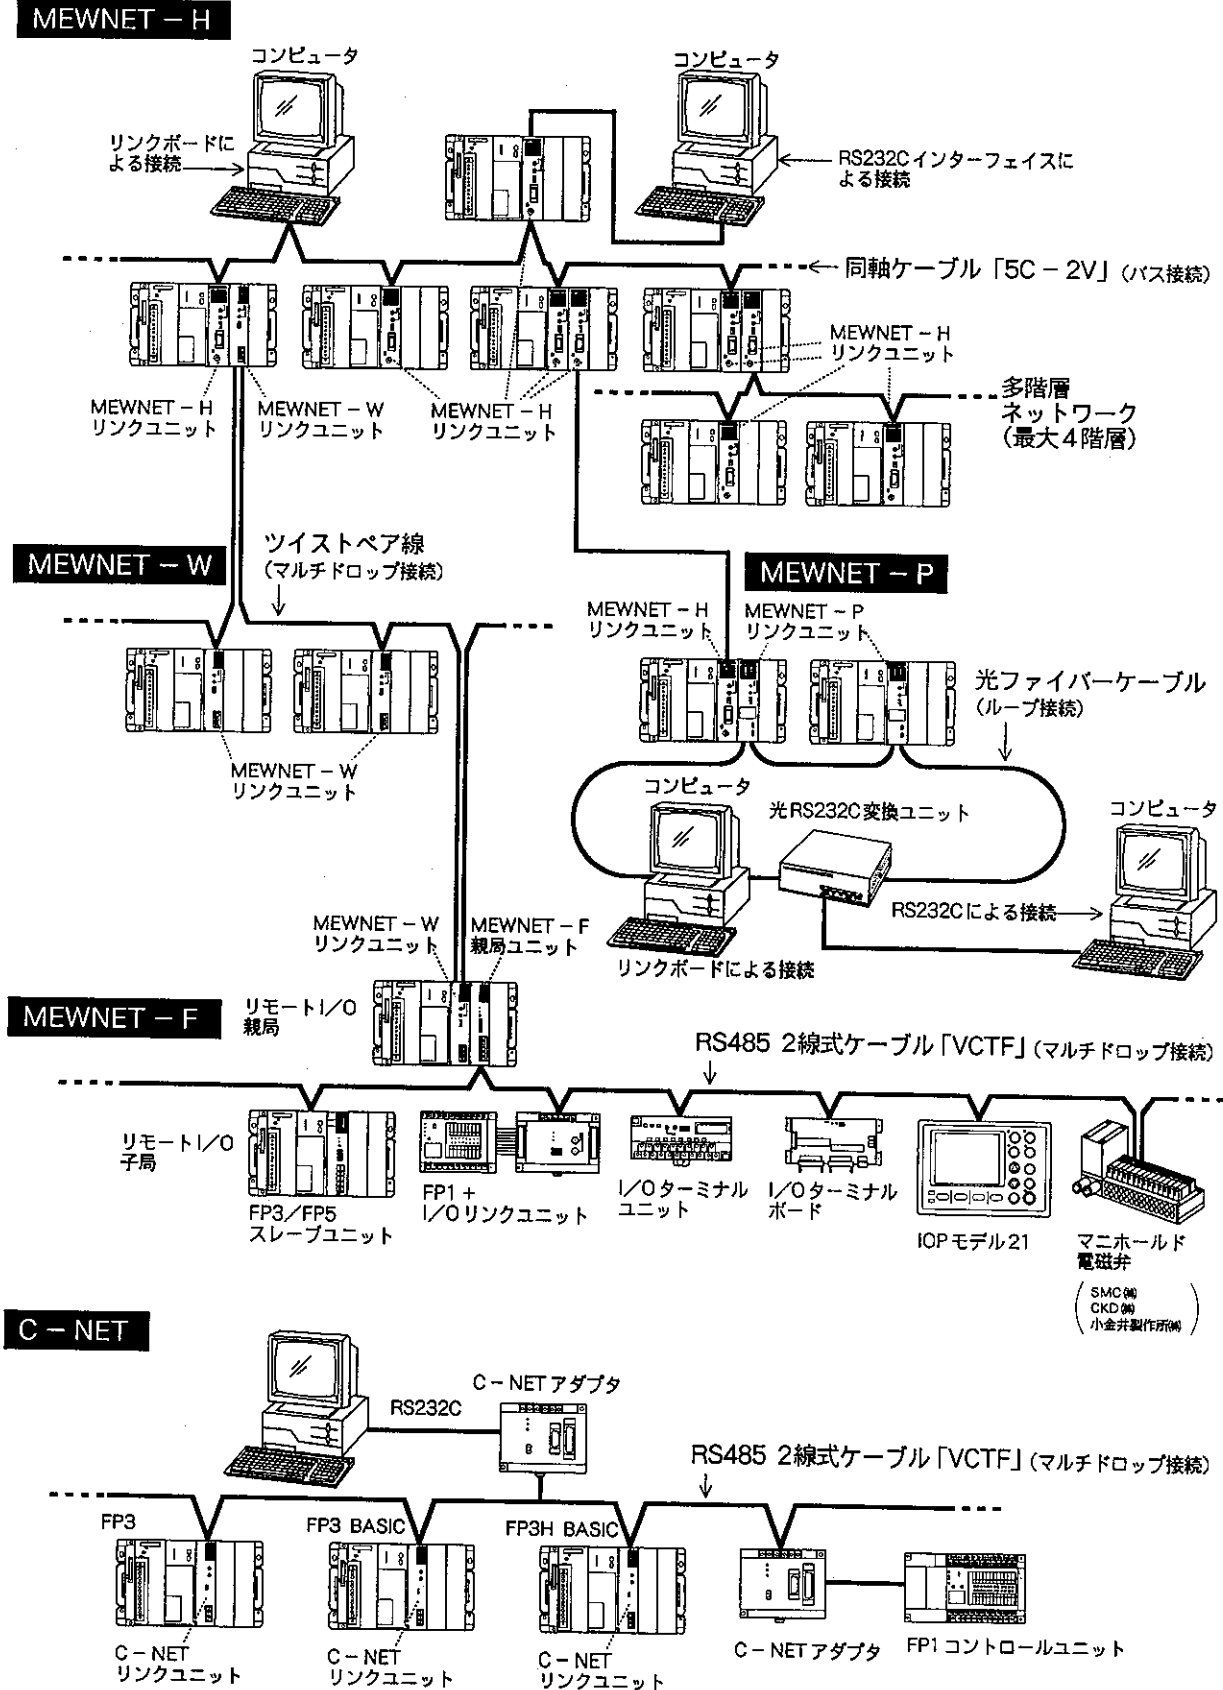 MEWNET－H
コンピュータ
コンピュータ
リンクボードに
よる接続
RS232Cインターフェイスに
よる接続
同軸ケーブル「5C－2V」(バス接続)
MEWNET－H
リンクユニット
MEWNET－H
リンクユニット
MEWNET－W
リンクユニット
MEWNET－H
リンクユニット
多階層
ネットワーク
(最大4階層)
MEWNET－W
ツイストペア線
(マルチドロップ接続)
MEWNET－P
MEWNET－H
リンクユニット
MEWNET－P
リンクユニット
光ファイバーケーブル
(ループ接続)
MEWNET－W
リンクユニット
コンピュータ
光RS232C変換ユニット
コンピュータ
RS232Cによる接続
リンクボードによる接続
MEWNET－W
リンクユニット
MEWNET－F
親局ユニット
MEWNET－F
リモートI／O
親局
RS485 2線式ケーブル「VCTF」(マルチドロップ接続)
リモートI／O
子局
FP3／FP5
スレーブユニット
FP1＋
I／Oリンクユニット
I／Oターミナル
ユニット
I／Oターミナル
ボード
IOPモデル21
マニホールド
電磁弁
SMC㈱
CKD㈱
小金井製作所㈱
C－NET
C－NETアダプタ
RS232C
RS485 2線式ケーブル「VCTF」(マルチドロップ接続)
FP3
FP3 BASIC
FP3H BASIC
C－NET
リンクユニット
C－NET
リンクユニット
C－NET
リンクユニット
C－NETアダプタ
FP1コントロールユニット